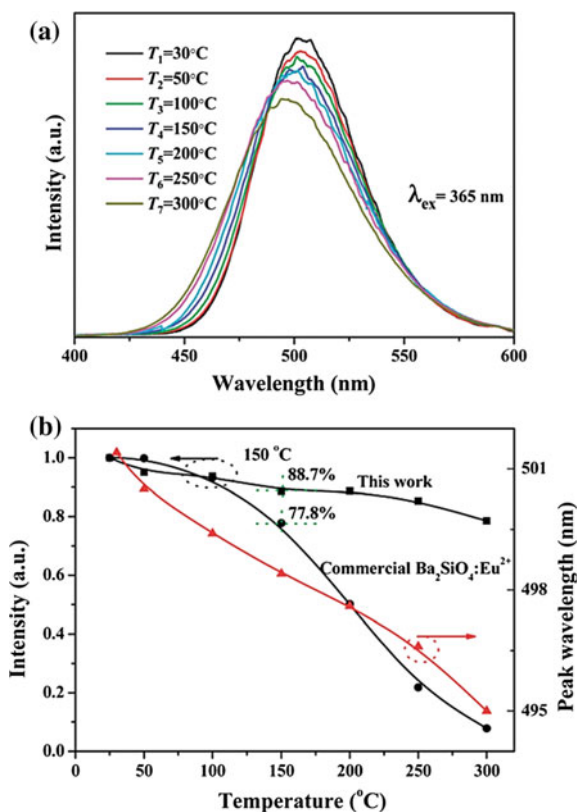 (a)
T₁=30°C
T₂=50°C
T₃=100°C
T₄=150°C
T₅=200°C
T₆=250°C
T₇=300°C
λex= 365 nm
Intensity (a.u.)
400 450 500 550 600
Wavelength (nm)
(b)
1.0
0.8
0.6
0.4
0.2
0.0
Intensity (a.u.)
150 °C
88.7%
This work
77.8%
Commercial Ba₂SiO₄:Eu²⁺
501
498
495
Peak wavelength (nm)
0 50 100 150 200 250 300
Temperature (°C)